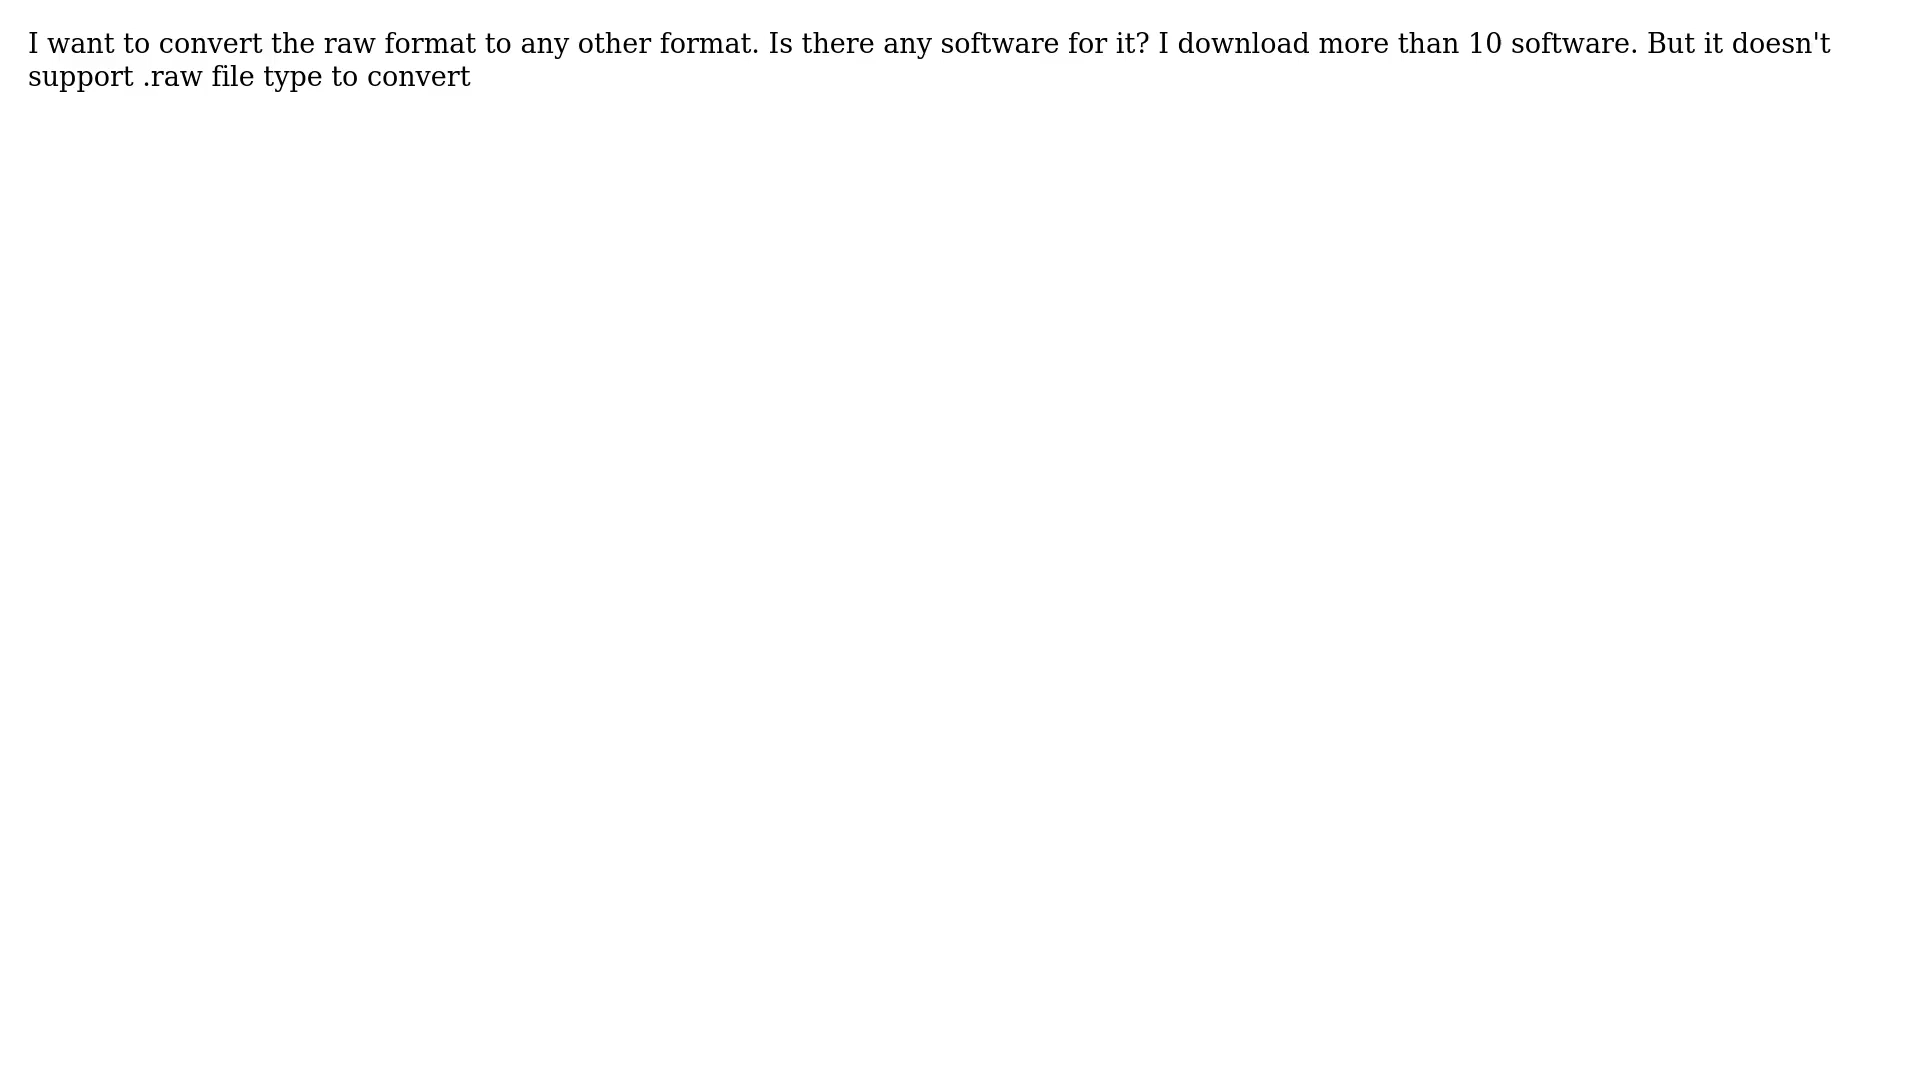 I want to convert the raw format to any other format. Is there any software for it? I download more than 10 software. But it doesn't
support .raw file type to convert